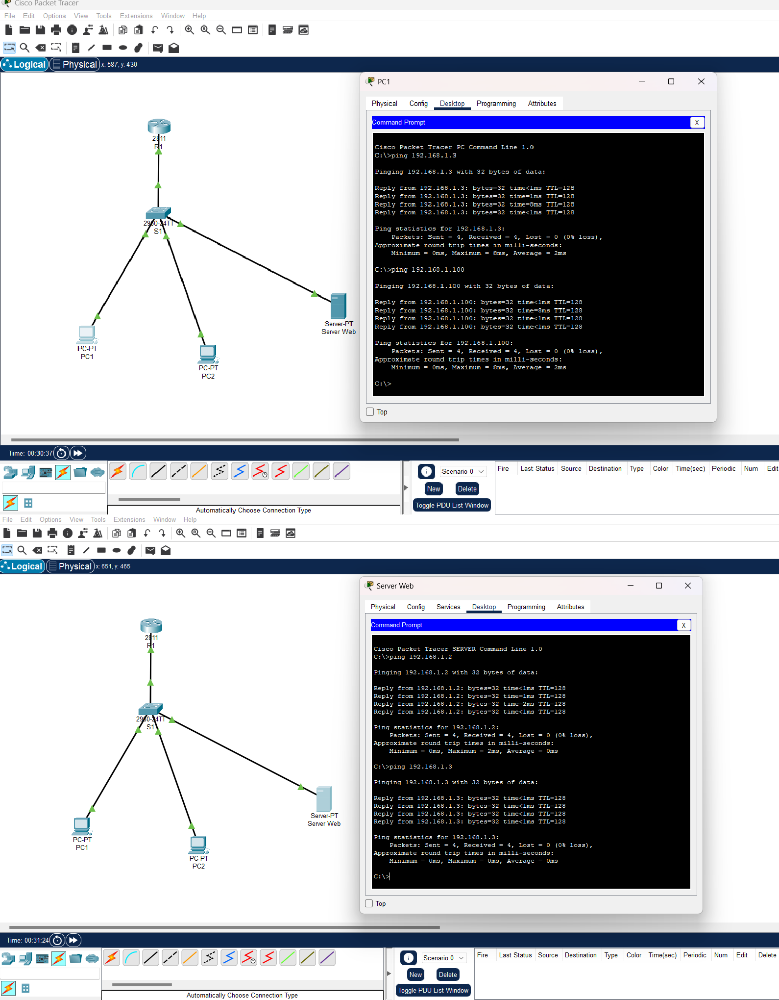 Cisco Packet Tracer
File Edit Options View Tools Extensions Window Help
Logical Physical x: 587, y: 430
PC1
Physical Config Desktop Programming Attributes
Command Prompt X
Cisco Packet Tracer PC Command Line 1.0
C:\>ping 192.168.1.3
Pinging 192.168.1.3 with 32 bytes of data:
Reply from 192.168.1.3: bytes=32 time<1ms TTL=128
Reply from 192.168.1.3: bytes=32 time=1ms TTL=128
Reply from 192.168.1.3: bytes=32 time=8ms TTL=128
Reply from 192.168.1.3: bytes=32 time<1ms TTL=128
Ping statistics for 192.168.1.3:
Packets: Sent = 4, Received = 4, Lost = 0 (0% loss),
Approximate round trip times in milli-seconds:
Minimum = 0ms, Maximum = 8ms, Average = 2ms
C:\>ping 192.168.1.100
Pinging 192.168.1.100 with 32 bytes of data:
Reply from 192.168.1.100: bytes=32 time<1ms TTL=128
Reply from 192.168.1.100: bytes=32 time=8ms TTL=128
Reply from 192.168.1.100: bytes=32 time<1ms TTL=128
Reply from 192.168.1.100: bytes=32 time<1ms TTL=128
Ping statistics for 192.168.1.100:
Packets: Sent = 4, Received = 4, Lost = 0 (0% loss),
Approximate round trip times in milli-seconds:
Minimum = 0ms, Maximum = 8ms, Average = 2ms
C:\>
Top
2811
R1
2960-24TT
S1
Server-PT
Server Web
PC-PT
PC1
PC-PT
PC2
Time: 00:30:37
Scenario 0
New Delete
Toggle PDU List Window
Fire Last Status Source Destination Type Color Time(sec) Periodic Num Edit
Automatically Choose Connection Type
File Edit Options View Tools Extensions Window Help
Logical Physical x: 651, y: 465
Server Web
Physical Config Services Desktop Programming Attributes
Command Prompt X
Cisco Packet Tracer SERVER Command Line 1.0
C:\>ping 192.168.1.2
Pinging 192.168.1.2 with 32 bytes of data:
Reply from 192.168.1.2: bytes=32 time<1ms TTL=128
Reply from 192.168.1.2: bytes=32 time=1ms TTL=128
Reply from 192.168.1.2: bytes=32 time=2ms TTL=128
Reply from 192.168.1.2: bytes=32 time<1ms TTL=128
Ping statistics for 192.168.1.2:
Packets: Sent = 4, Received = 4, Lost = 0 (0% loss),
Approximate round trip times in milli-seconds:
Minimum = 0ms, Maximum = 2ms, Average = 0ms
C:\>ping 192.168.1.3
Pinging 192.168.1.3 with 32 bytes of data:
Reply from 192.168.1.3: bytes=32 time<1ms TTL=128
Reply from 192.168.1.3: bytes=32 time<1ms TTL=128
Reply from 192.168.1.3: bytes=32 time<1ms TTL=128
Reply from 192.168.1.3: bytes=32 time<1ms TTL=128
Ping statistics for 192.168.1.3:
Packets: Sent = 4, Received = 4, Lost = 0 (0% loss),
Approximate round trip times in milli-seconds:
Minimum = 0ms, Maximum = 0ms, Average = 0ms
C:\>
Top
2811
R1
2960-24TT
S1
Server-PT
Server Web
PC-PT
PC1
PC-PT
PC2
Time: 00:31:24
Scenario 0
New Delete
Toggle PDU List Window
Fire Last Status Source Destination Type Color Time(sec) Periodic Num Edit Delete
Automatically Choose Connection Type